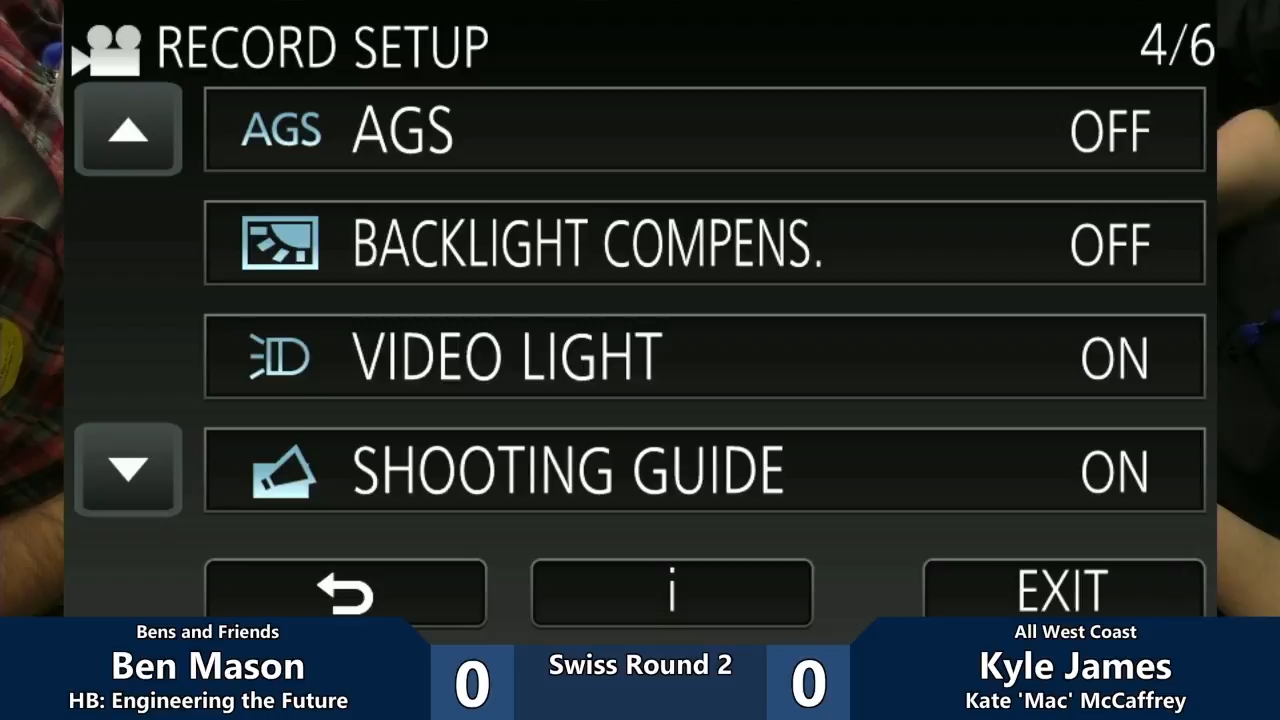 RECORD SETUP 4/6
AGS AGS OFF
BACKLIGHT COMPENS. OFF
VIDEO LIGHT ON
SHOOTING GUIDE ON
i EXIT
Bens and Friends
Ben Mason
HB: Engineering the Future
0 Swiss Round 2 0
All West Coast
Kyle James
Kate 'Mac' McCaffrey